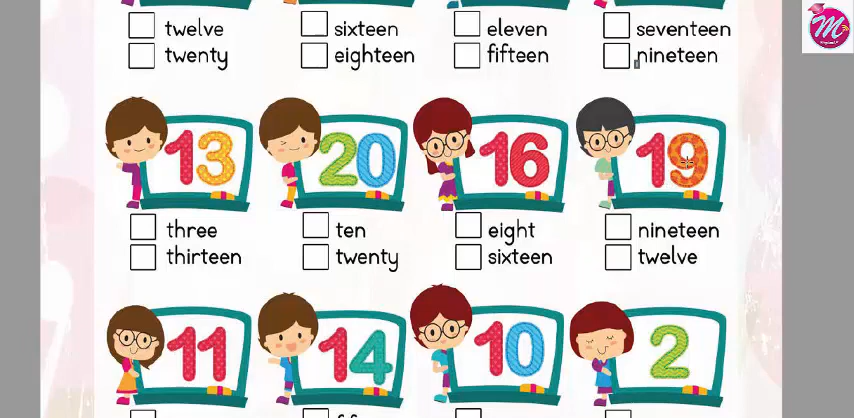 twelve sixteen eleven seventeen
twenty eighteen fifteen nineteen
M
13 20 16 19
three ten eight nineteen
thirteen twenty sixteen twelve
11 14 10 2